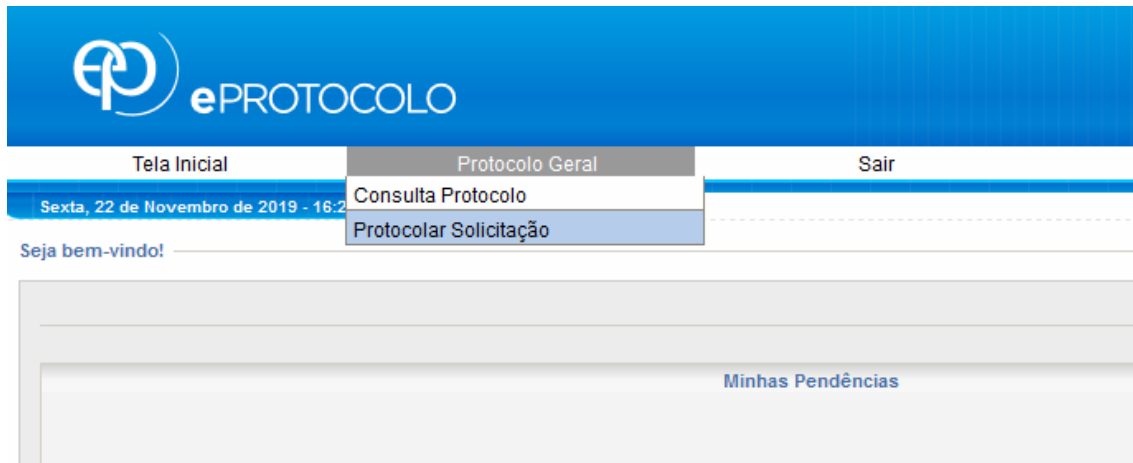 ep
ePROTOCOLO
Tela Inicial Protocolo Geral Sair
Consulta Protocolo
Sexta, 22 de Novembro de 2019 - 16:2
Protocolar Solicitação
Seja bem-vindo!
Minhas Pendências